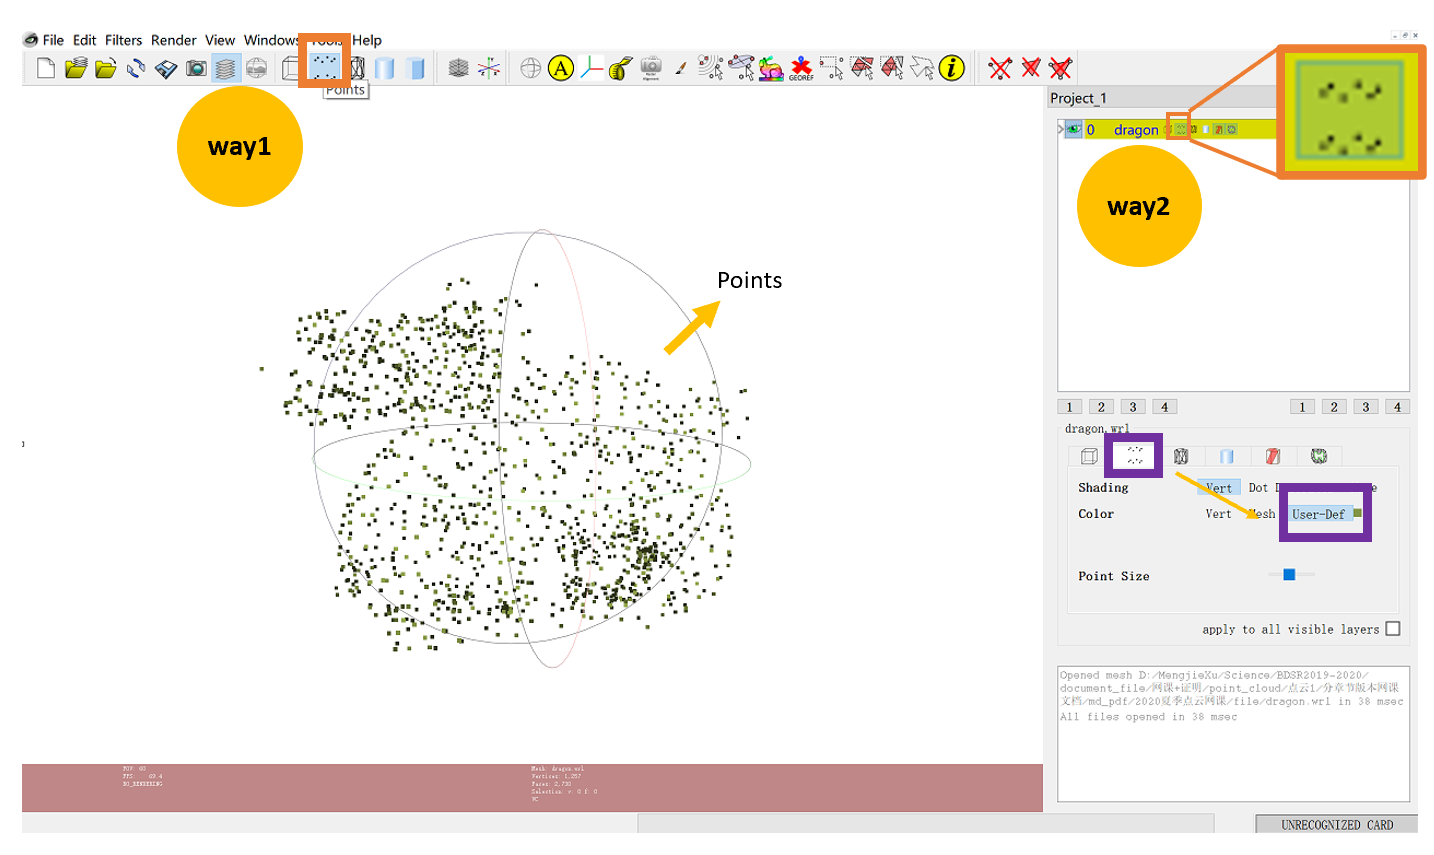 File Edit Filters Render View Windows Tools Help
Points
way1
Project_1
0 dragon
way2
Points
1 2 3 4 1 2 3 4
dragon.wrl
Shading Vert Dot D e
Color Vert Mesh User-Def
Point Size
apply to all visible layers
Opened mesh D:/MengjieXu/Science/BDSR2019-2020/
document_file/网课+证明/point_cloud/点云1/分章节版本网课
文档/md_pdf/2020夏季点云网课/file/dragon.wrl in 38 msec
All files opened in 38 msec
FOV: 60
FPS: 69.4
NO_RENDERING
Mesh: dragon.wrl
Vertices: 1,257
Faces: 2,730
Selection: v: 0 f: 0
VC
UNRECOGNIZED CARD
A
GEOREF
i